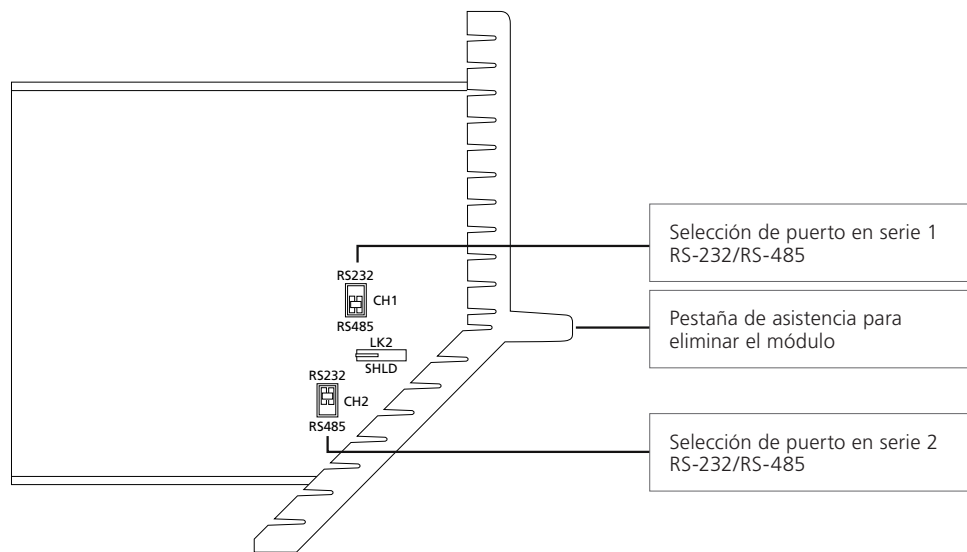 Selección de puerto en serie 1
RS-232/RS-485
RS232
CH1
RS485
Pestaña de asistencia para
eliminar el módulo
LK2
SHLD
RS232
CH2
RS485
Selección de puerto en serie 2
RS-232/RS-485